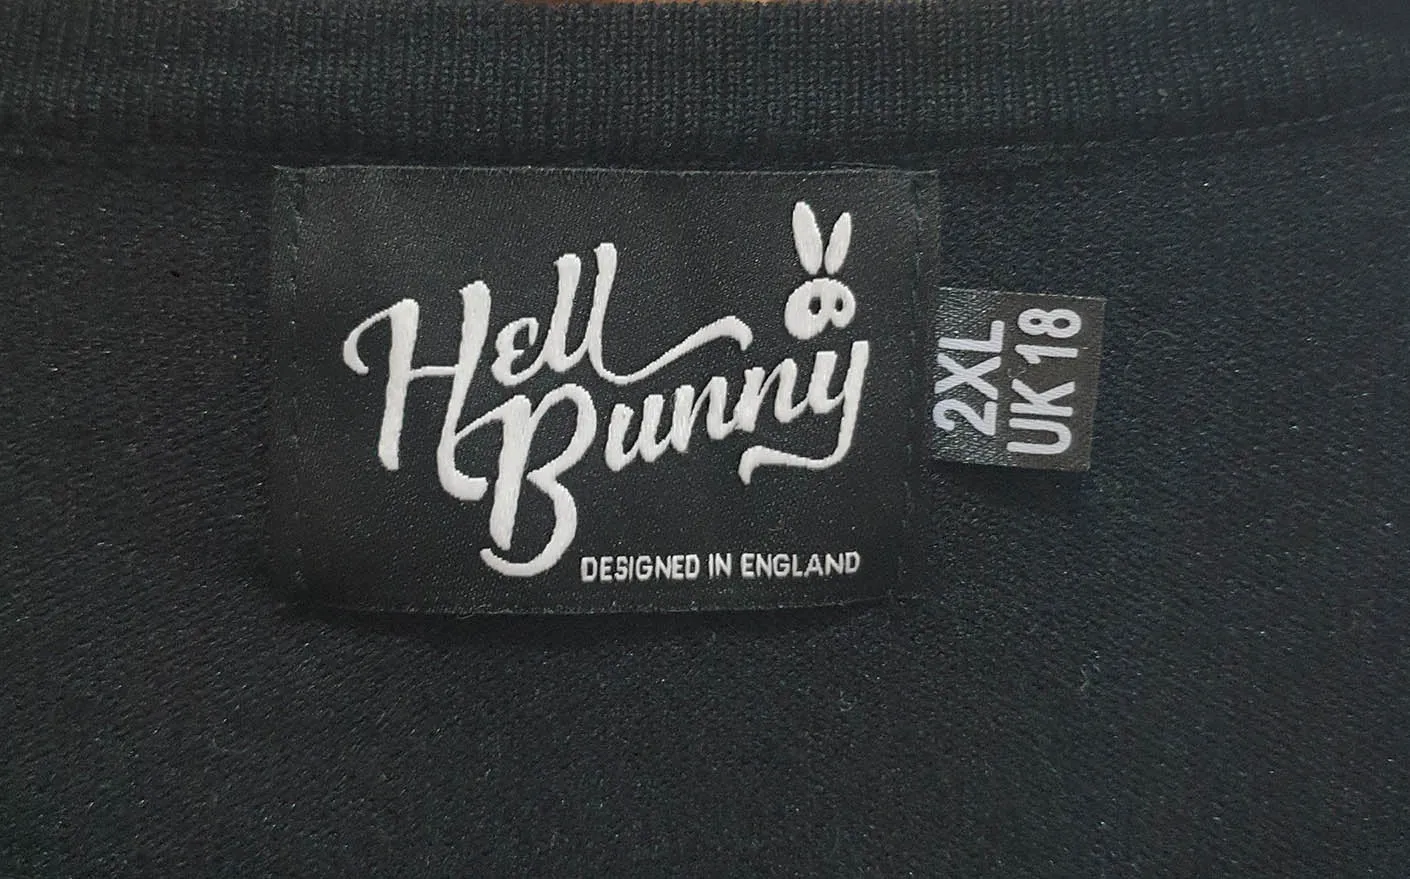 Hell
Bunny
DESIGNED IN ENGLAND
2XL
UK 18